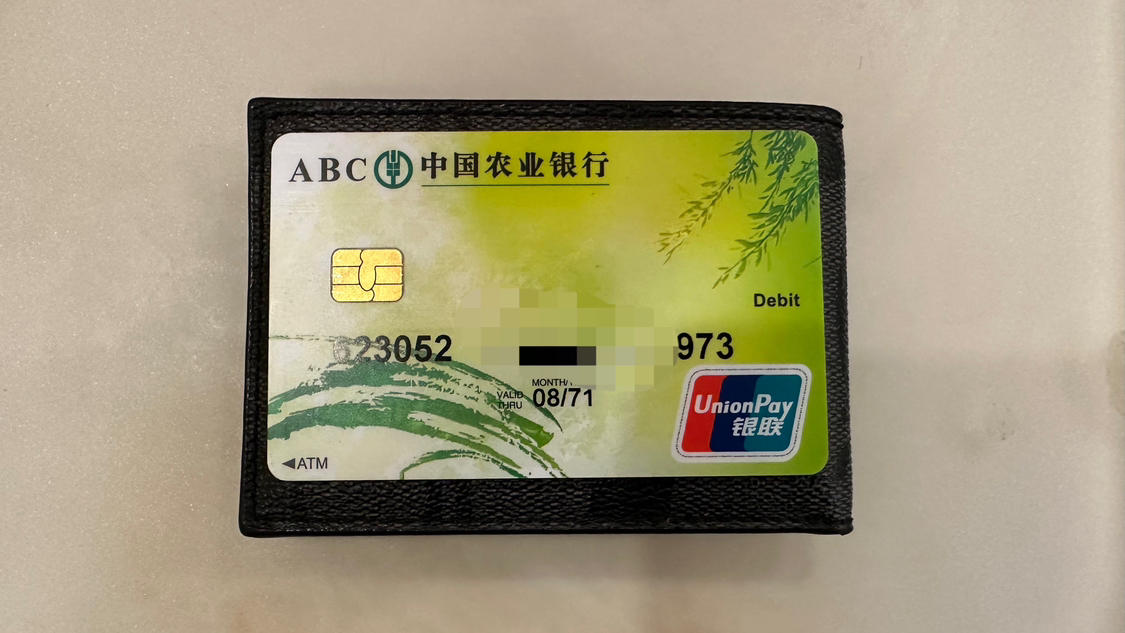 ABC 中国农业银行
Debit
623052 973
MONTH/
VALID THRU 08/71
UnionPay
银联
◀ATM